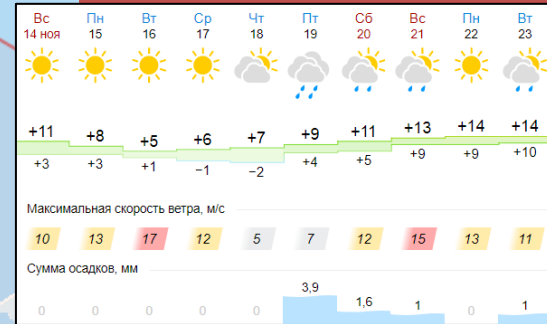 Вс Пн Вт Ср Чт Пт Сб Вс Пн Вт
14 ноя 15 16 17 18 19 20 21 22 23
+11 +8 +5 +6 +7 +9 +11 +13 +14 +14
+3 +3 +1 −1 −2 +4 +5 +9 +9 +10
Максимальная скорость ветра, м/с
10 13 17 12 5 7 12 15 13 11
Сумма осадков, мм
0 0 0 0 0 3,9 1,6 1 0 1